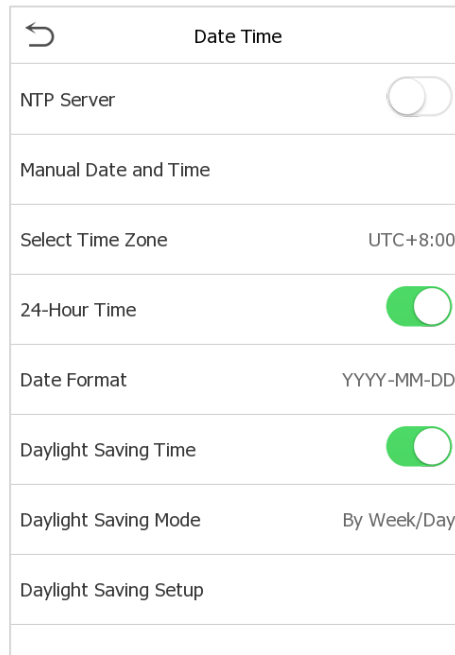 Date Time
NTP Server
Manual Date and Time
Select Time Zone UTC+8:00
24-Hour Time
Date Format YYYY-MM-DD
Daylight Saving Time
Daylight Saving Mode By Week/Day
Daylight Saving Setup